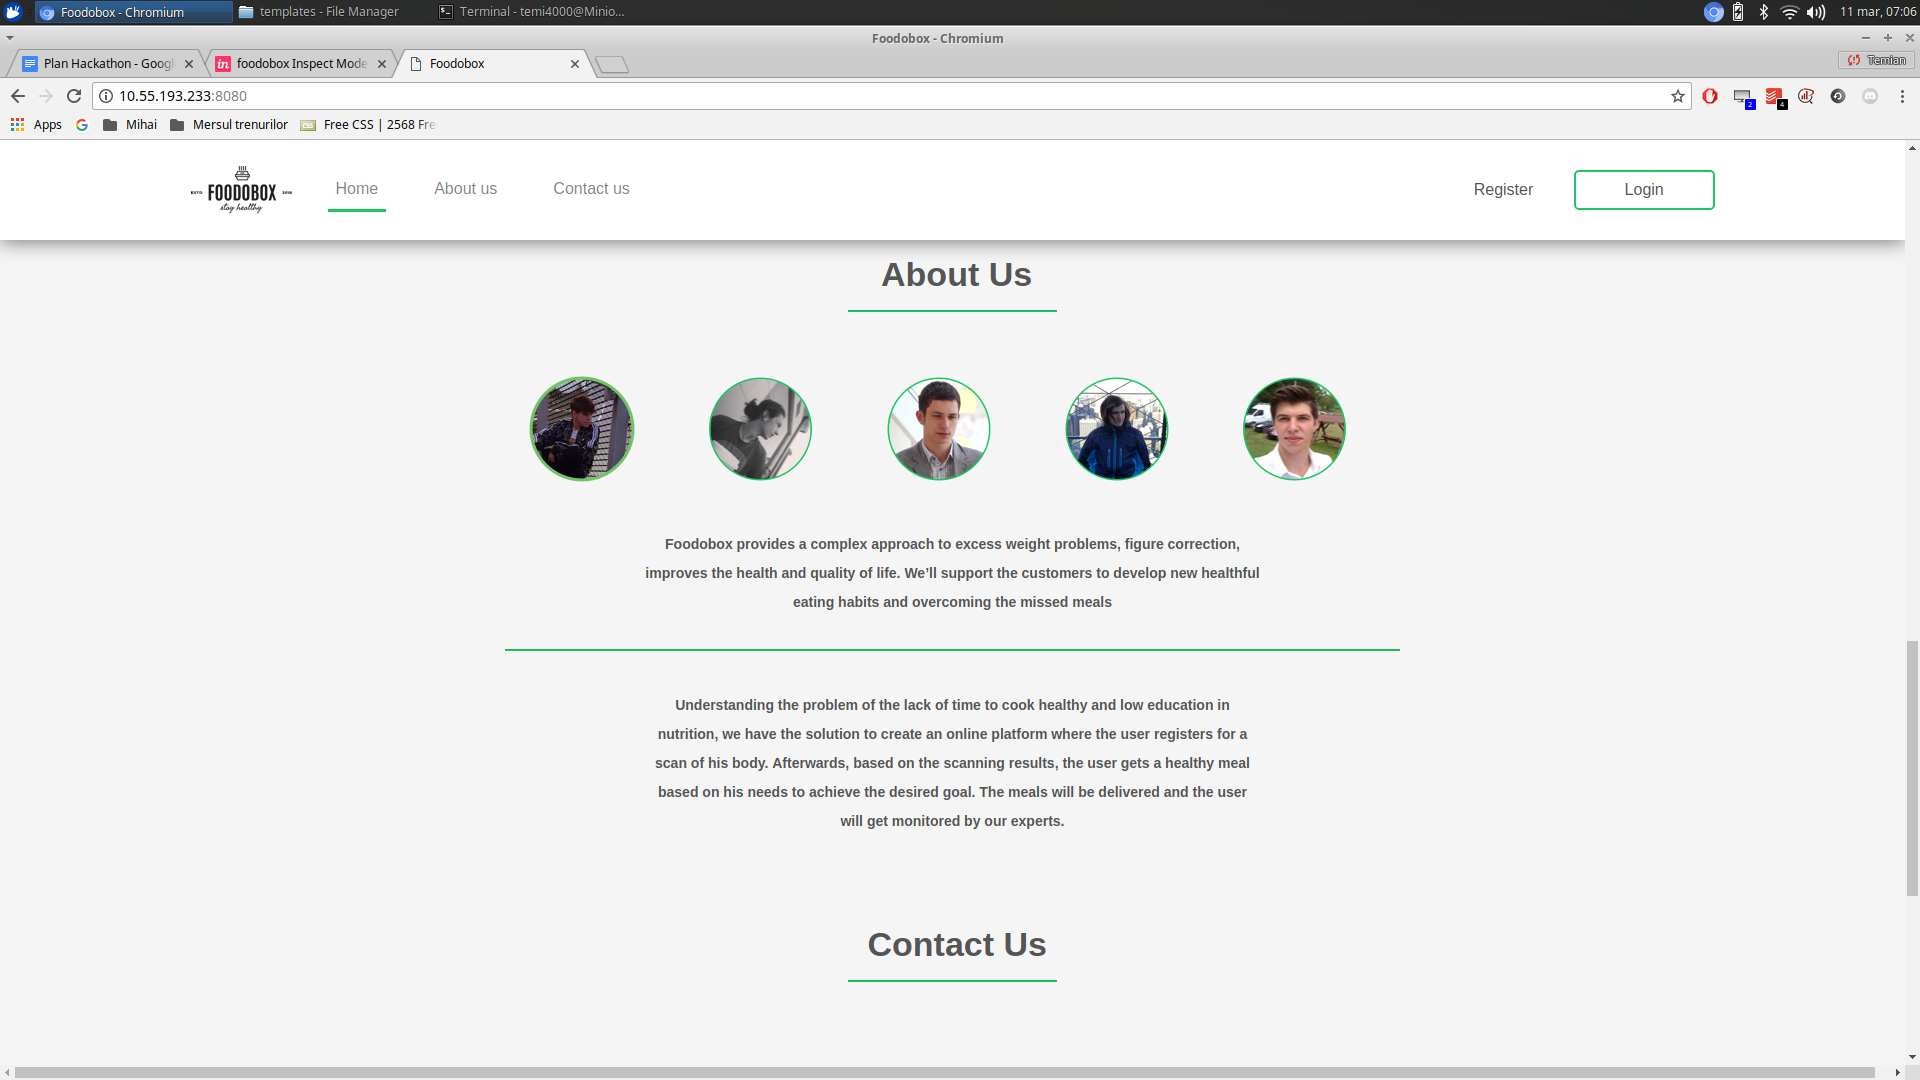 Foodobox - Chromium
templates - File Manager
Terminal - temi4000@Minio...
11 mar, 07:06
Foodobox - Chromium
Plan Hackathon - Googl
foodobox Inspect Mode
Foodobox
Temian
10.55.193.233:8080
2
4
Apps
Mihai
Mersul trenurilor
Free CSS | 2568 Fre
ESTD FOODOBOX 2018
stay healthy
Home
About us
Contact us
Register
Login
About Us
Foodobox provides a complex approach to excess weight problems, figure correction,
improves the health and quality of life. We’ll support the customers to develop new healthful
eating habits and overcoming the missed meals
Understanding the problem of the lack of time to cook healthy and low education in
nutrition, we have the solution to create an online platform where the user registers for a
scan of his body. Afterwards, based on the scanning results, the user gets a healthy meal
based on his needs to achieve the desired goal. The meals will be delivered and the user
will get monitored by our experts.
Contact Us